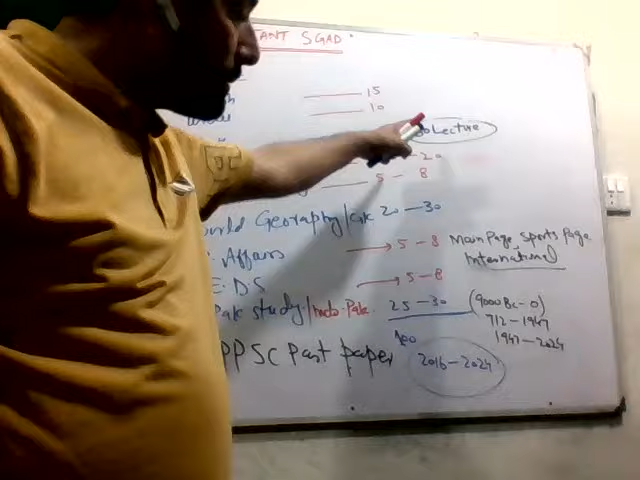 TANT SGAD
15
10
Lecture
- 20
5 - 8
World Geography/ 20 - 30
Affairs → 5 - 8 Main Page, Sports Page
International
E.D.S → 5 - 8
Pak study/Indo-Pak. 25 - 30 (9000 BC - 0)
712 - 1947
1947 - 2024
PPSC Past paper 2016 - 2024